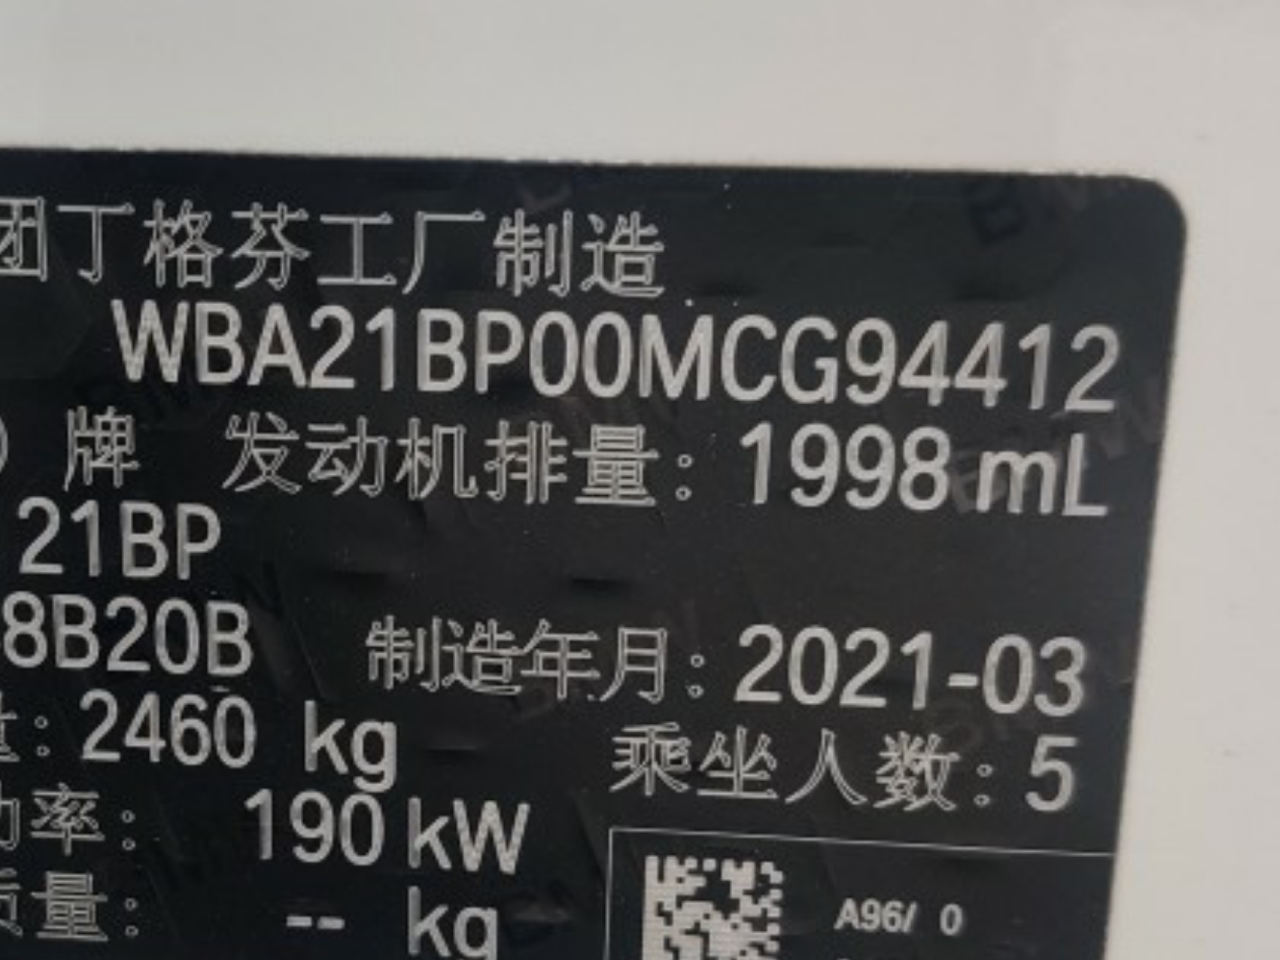 团丁格芬工厂制造
WBA21BP00MCG94412
牌 发动机排量：1998 mL
21BP
8B20B 制造年月：2021-03
量：2460 kg 乘坐人数：5
功率：190 kW
质量：-- kg
A96/ 0